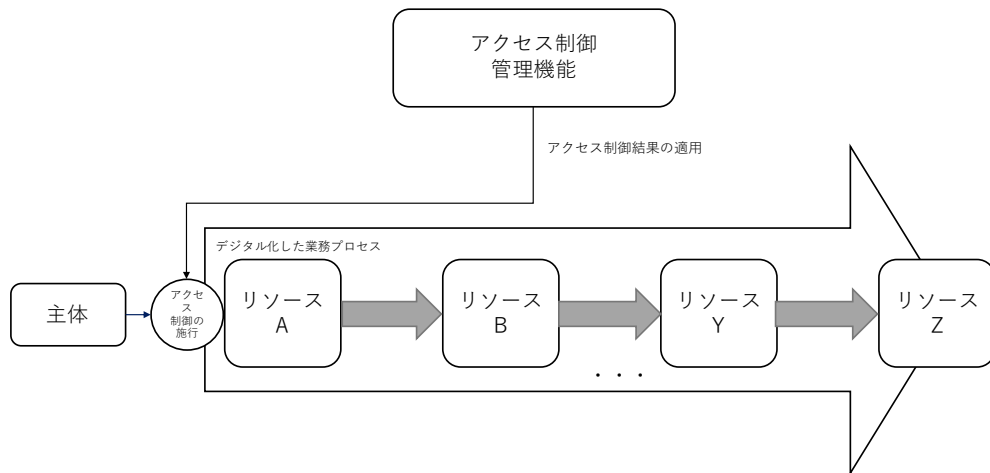 アクセス制御
管理機能
アクセス制御結果の適用
デジタル化した業務プロセス
主体
アクセ
ス
制御の
施行
リソース
A
リソース
B
リソース
Y
リソース
Z
・・・